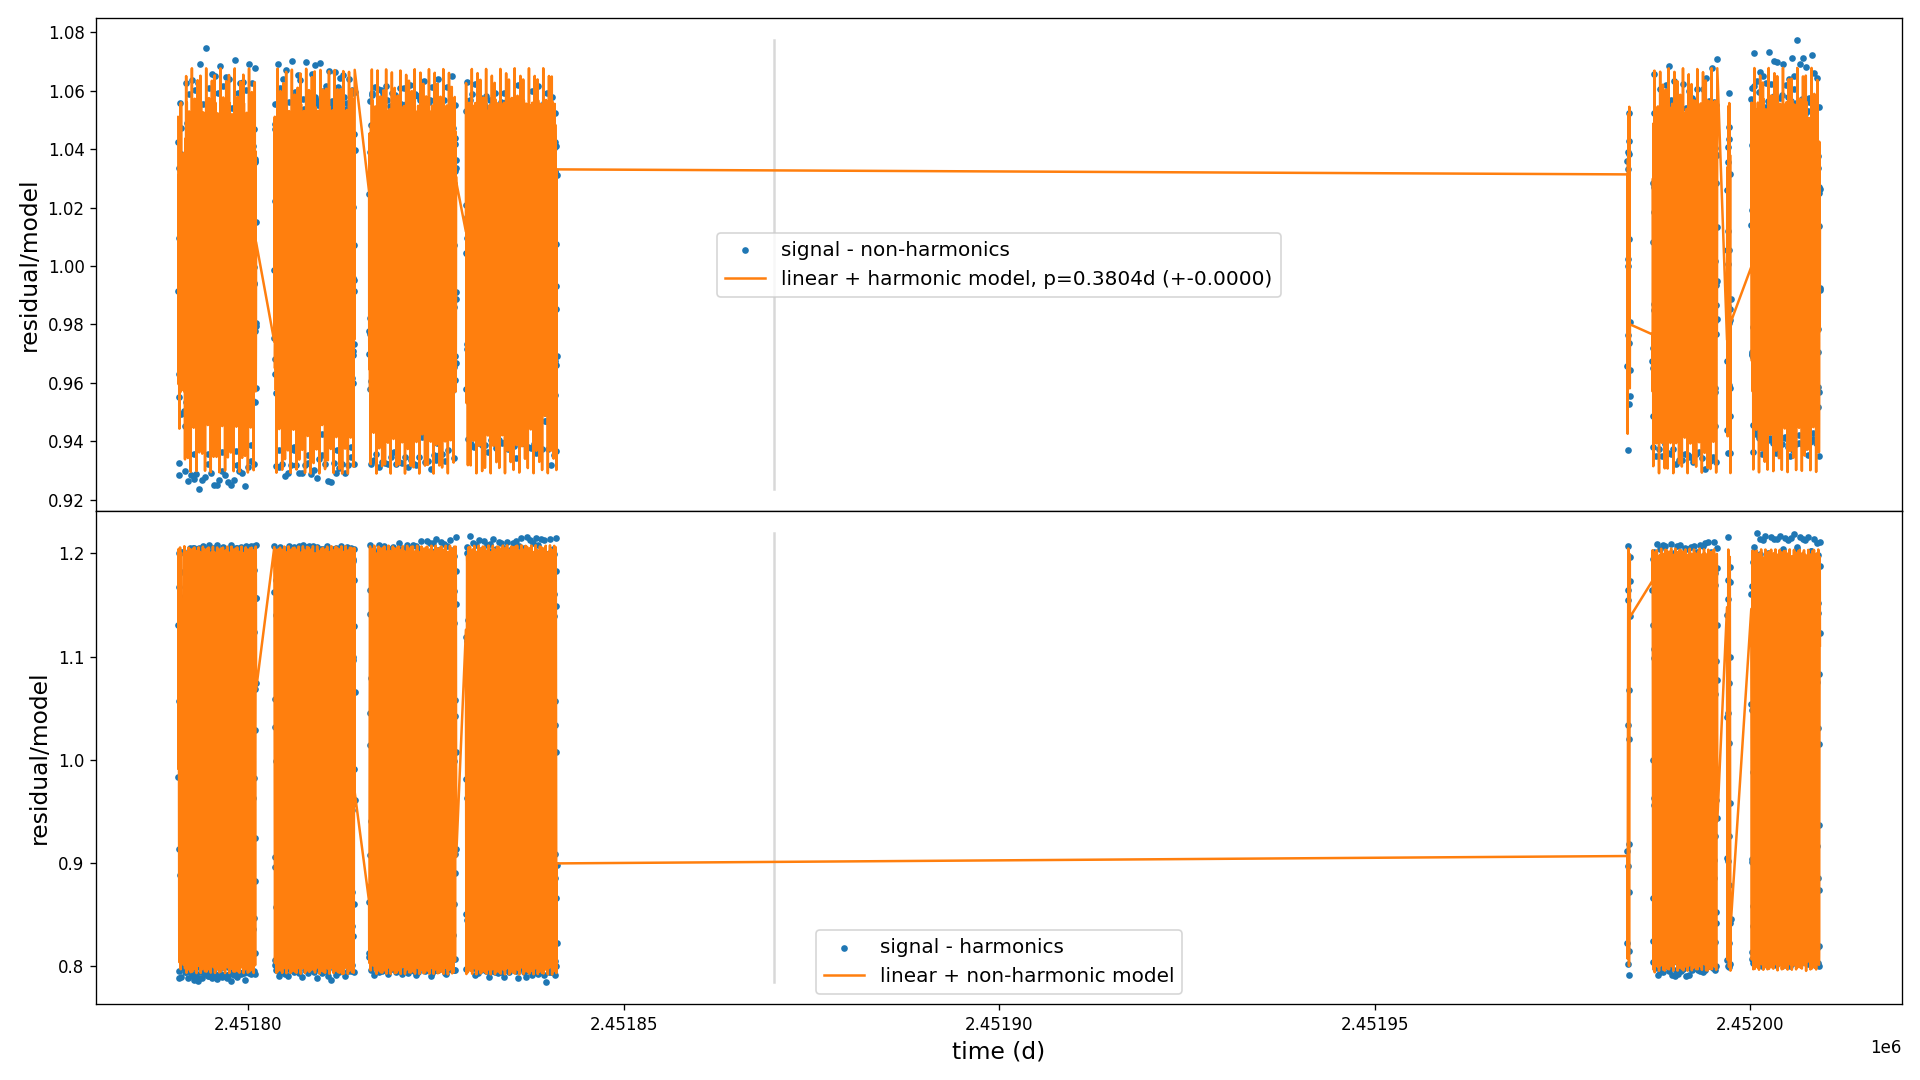 1.08
1.06
1.04
1.02
1.00
0.98
0.96
0.94
0.92
residual/model
signal - non-harmonics
linear + harmonic model, p=0.3804d (+-0.0000)
1.2
1.1
1.0
0.9
0.8
residual/model
signal - harmonics
linear + non-harmonic model
2.45180 2.45185 2.45190 2.45195 2.45200
1e6
time (d)